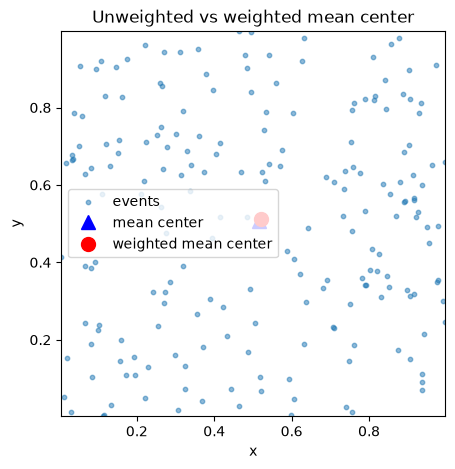 Unweighted vs weighted mean center
0.8
0.6
0.4
0.2
y
events
mean center
weighted mean center
0.2 0.4 0.6 0.8
x